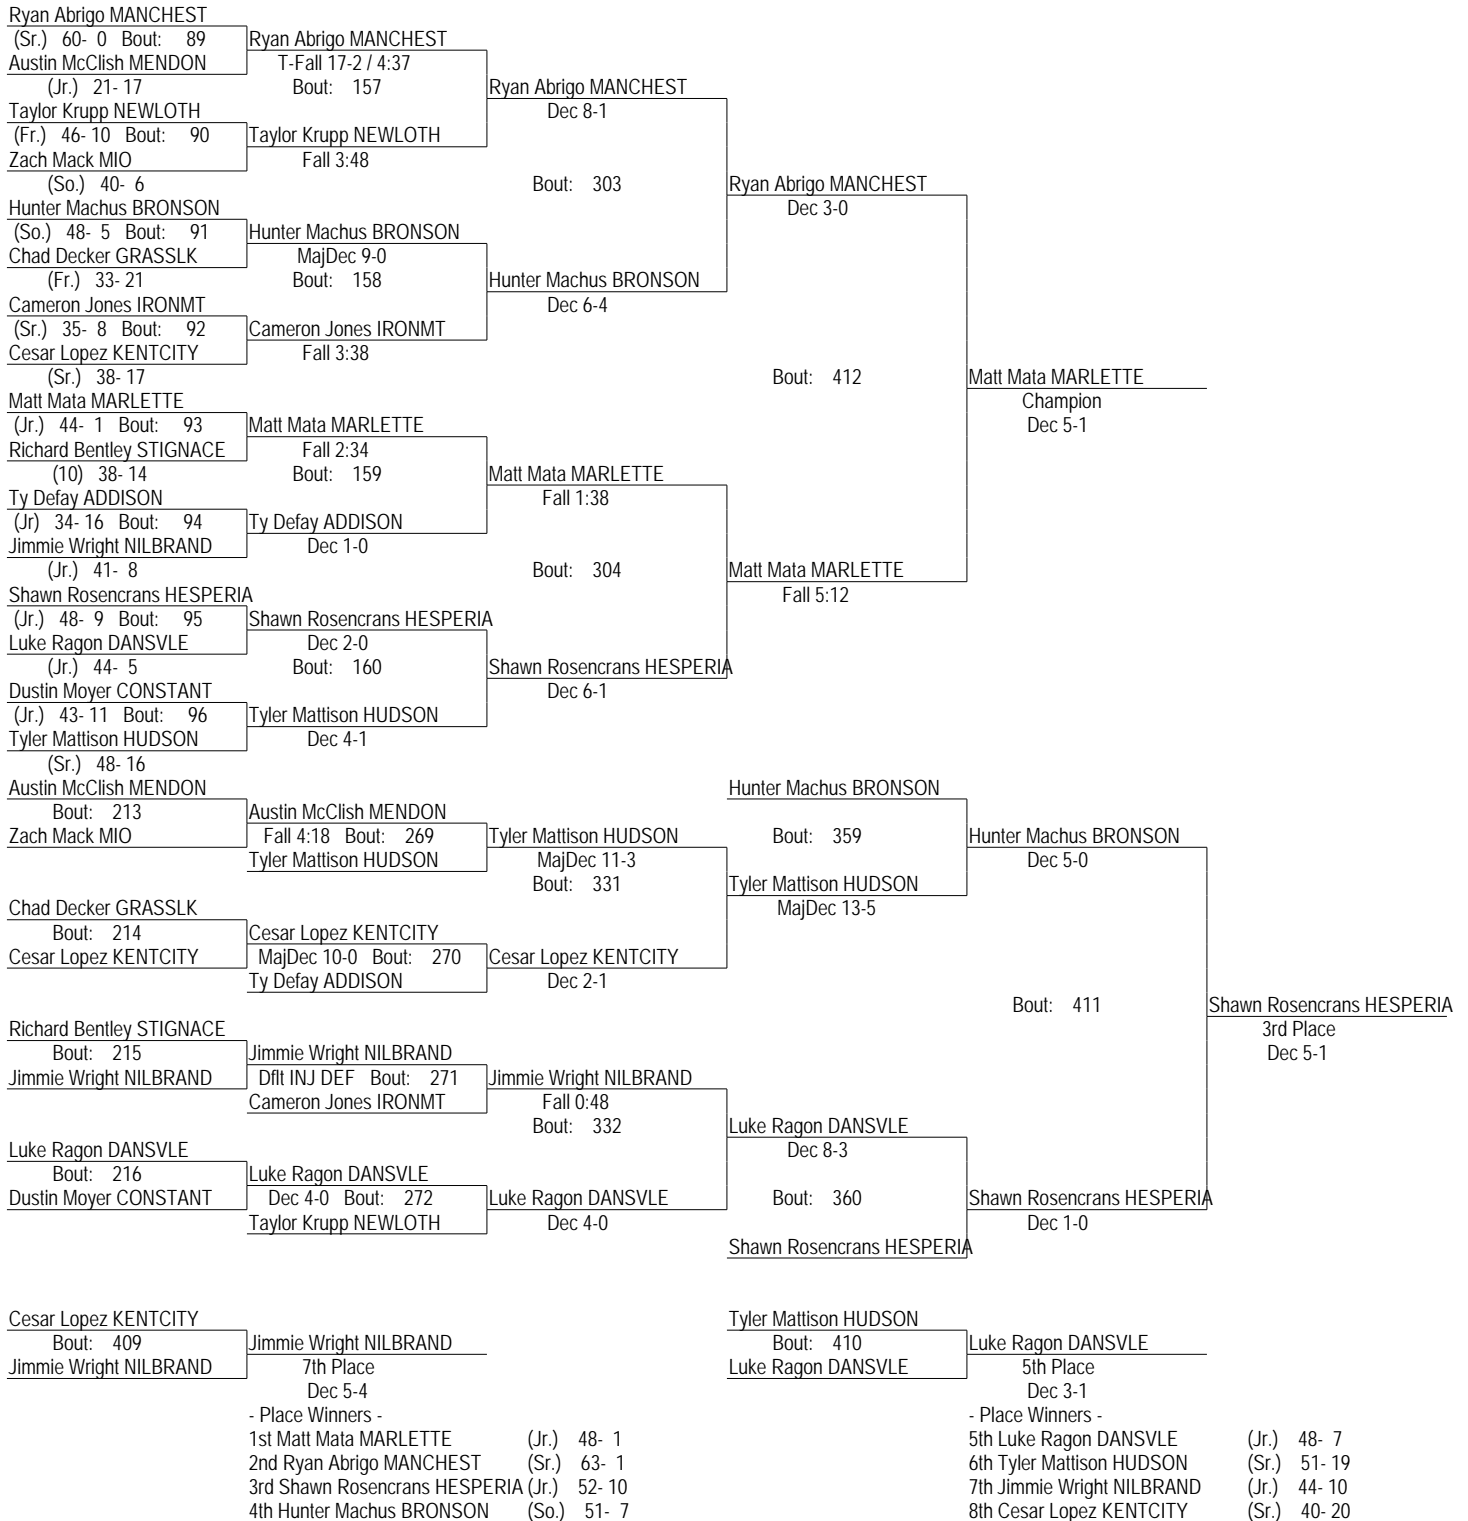 Ryan Abrigo MANCHEST
(Sr.) 60- 0 Bout: 89 Ryan Abrigo MANCHEST
Austin McClish MENDON T-Fall 17-2 / 4:37
(Jr.) 21- 17 Bout: 157 Ryan Abrigo MANCHEST
Taylor Krupp NEWLOTH Dec 8-1
(Fr.) 46- 10 Bout: 90 Taylor Krupp NEWLOTH
Zach Mack MIO Fall 3:48
(So.) 40- 6 Bout: 303 Ryan Abrigo MANCHEST
Hunter Machus BRONSON Dec 3-0
(So.) 48- 5 Bout: 91 Hunter Machus BRONSON
Chad Decker GRASSLK MajDec 9-0
(Fr.) 33- 21 Bout: 158 Hunter Machus BRONSON
Cameron Jones IRONMT Dec 6-4
(Sr.) 35- 8 Bout: 92 Cameron Jones IRONMT
Cesar Lopez KENTCITY Fall 3:38
(Sr.) 38- 17 Bout: 412 Matt Mata MARLETTE
Matt Mata MARLETTE Champion
(Jr.) 44- 1 Bout: 93 Matt Mata MARLETTE Dec 5-1
Richard Bentley STIGNACE Fall 2:34
(10) 38- 14 Bout: 159 Matt Mata MARLETTE
Ty Defay ADDISON Fall 1:38
(Jr) 34- 16 Bout: 94 Ty Defay ADDISON
Jimmie Wright NILBRAND Dec 1-0
(Jr.) 41- 8 Bout: 304 Matt Mata MARLETTE
Shawn Rosencrans HESPERIA Fall 5:12
(Jr.) 48- 9 Bout: 95 Shawn Rosencrans HESPERIA
Luke Ragon DANSVLE Dec 2-0
(Jr.) 44- 5 Bout: 160 Shawn Rosencrans HESPERIA
Dustin Moyer CONSTANT Dec 6-1
(Jr.) 43- 11 Bout: 96 Tyler Mattison HUDSON
Tyler Mattison HUDSON Dec 4-1
(Sr.) 48- 16
Austin McClish MENDON Hunter Machus BRONSON
Bout: 213 Austin McClish MENDON
Zach Mack MIO Fall 4:18 Bout: 269 Tyler Mattison HUDSON Bout: 359 Hunter Machus BRONSON
Tyler Mattison HUDSON MajDec 11-3 Dec 5-0
Bout: 331 Tyler Mattison HUDSON
Chad Decker GRASSLK MajDec 13-5
Bout: 214 Cesar Lopez KENTCITY
Cesar Lopez KENTCITY MajDec 10-0 Bout: 270 Cesar Lopez KENTCITY
Ty Defay ADDISON Dec 2-1
Bout: 411 Shawn Rosencrans HESPERIA
Richard Bentley STIGNACE 3rd Place
Bout: 215 Jimmie Wright NILBRAND Dec 5-1
Jimmie Wright NILBRAND Dflt INJ DEF Bout: 271 Jimmie Wright NILBRAND
Cameron Jones IRONMT Fall 0:48
Bout: 332 Luke Ragon DANSVLE
Luke Ragon DANSVLE Dec 8-3
Bout: 216 Luke Ragon DANSVLE
Dustin Moyer CONSTANT Dec 4-0 Bout: 272 Luke Ragon DANSVLE Bout: 360 Shawn Rosencrans HESPERIA
Taylor Krupp NEWLOTH Dec 4-0 Dec 1-0
Shawn Rosencrans HESPERIA
Cesar Lopez KENTCITY Tyler Mattison HUDSON
Bout: 409 Jimmie Wright NILBRAND Bout: 410 Luke Ragon DANSVLE
Jimmie Wright NILBRAND 7th Place Luke Ragon DANSVLE 5th Place
Dec 5-4 Dec 3-1
- Place Winners - - Place Winners -
1st Matt Mata MARLETTE (Jr.) 48- 1 5th Luke Ragon DANSVLE (Jr.) 48- 7
2nd Ryan Abrigo MANCHEST (Sr.) 63- 1 6th Tyler Mattison HUDSON (Sr.) 51- 19
3rd Shawn Rosencrans HESPERIA (Jr.) 52- 10 7th Jimmie Wright NILBRAND (Jr.) 44- 10
4th Hunter Machus BRONSON (So.) 51- 7 8th Cesar Lopez KENTCITY (Sr.) 40- 20